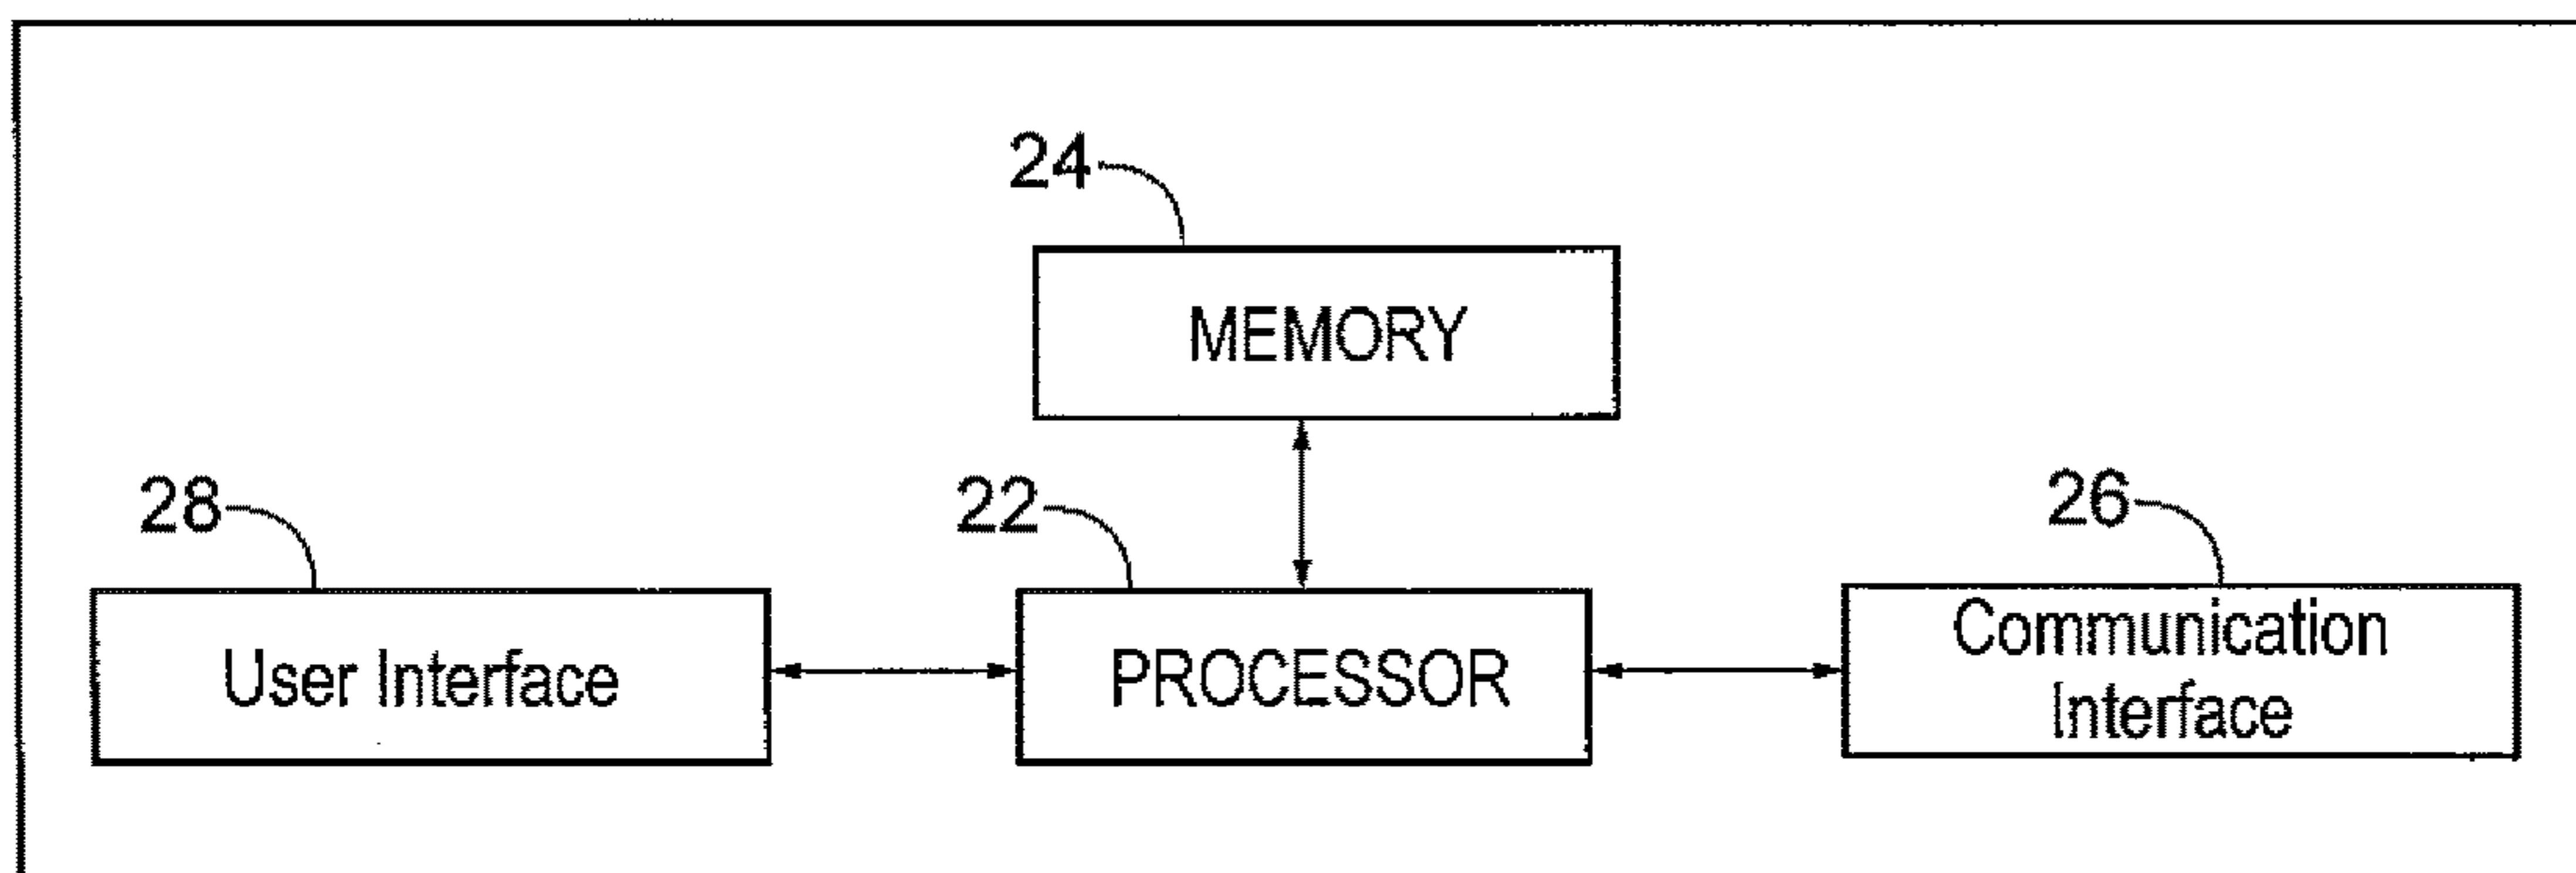 24
MEMORY
28
22
26
User Interface
PROCESSOR
Communication
Interface